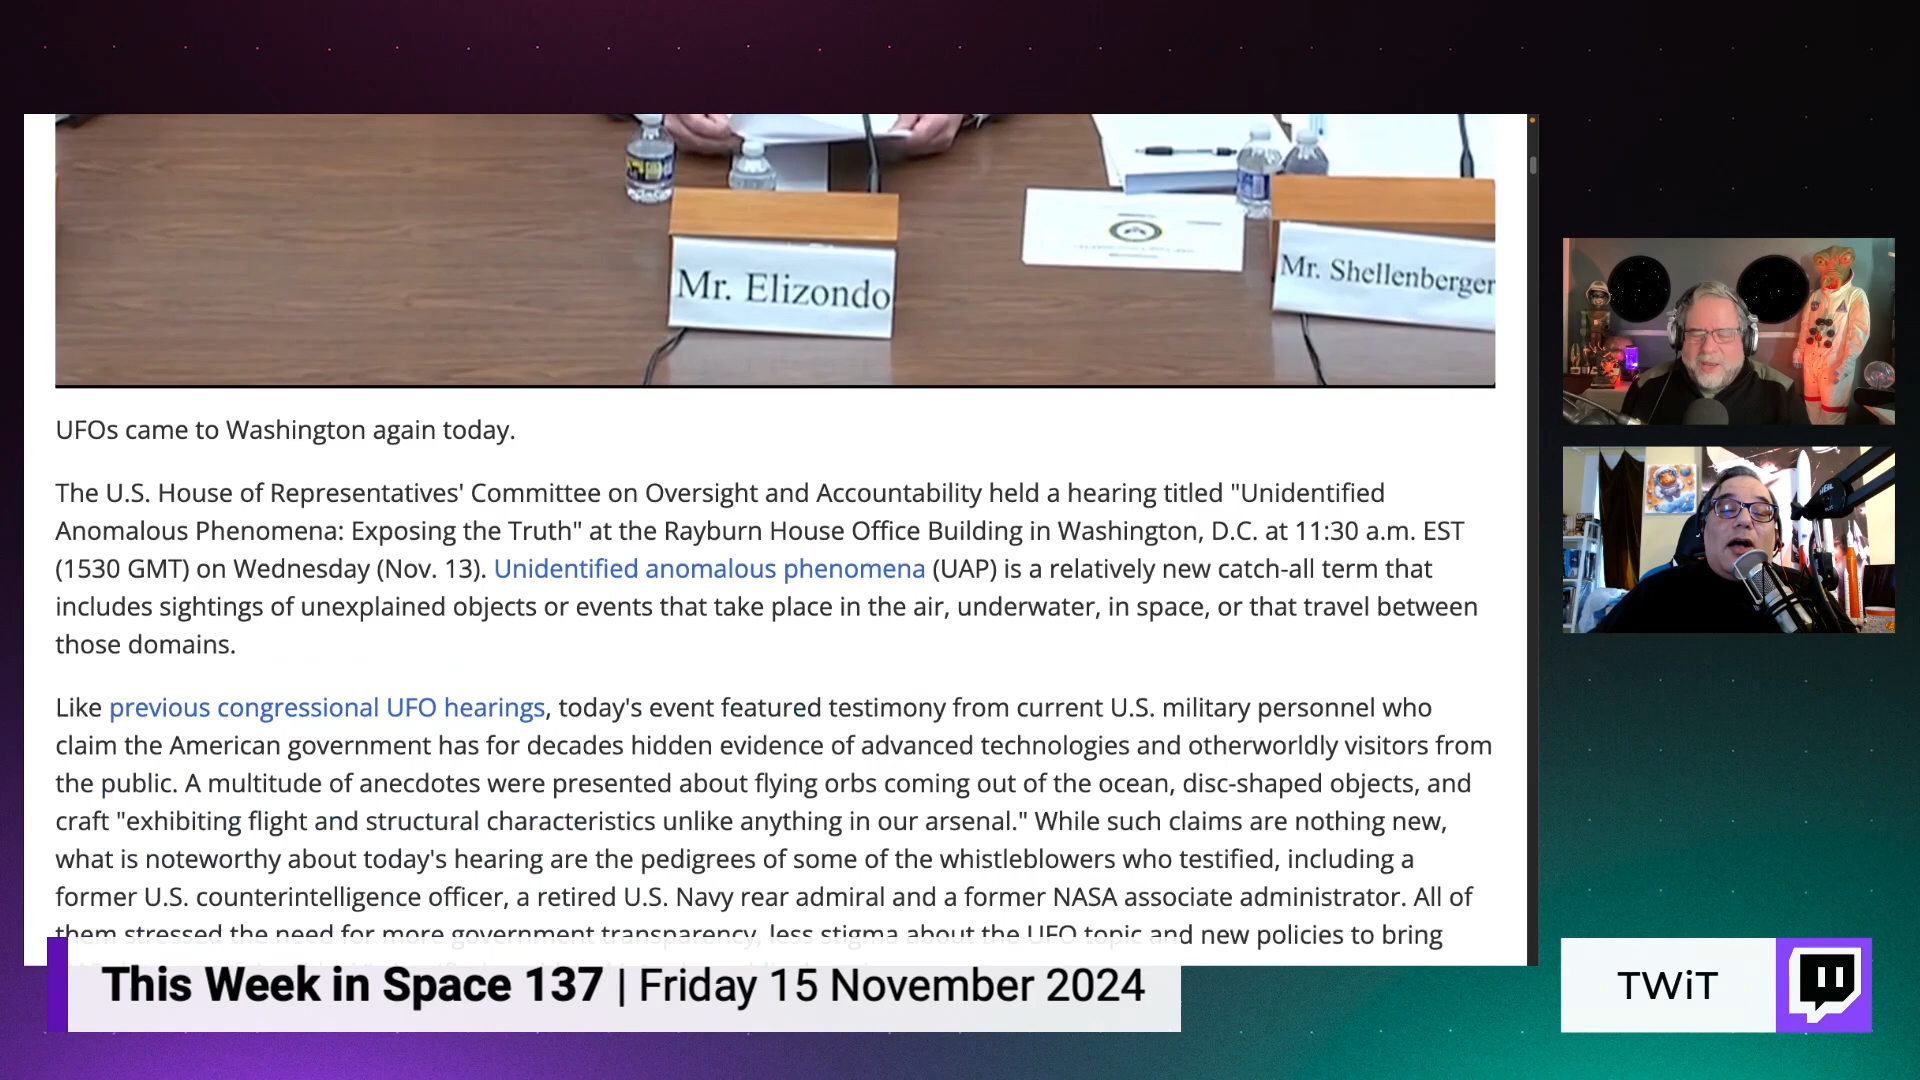 Mr. Elizondo
Mr. Shellenberger
UFOs came to Washington again today.
The U.S. House of Representatives' Committee on Oversight and Accountability held a hearing titled "Unidentified
Anomalous Phenomena: Exposing the Truth" at the Rayburn House Office Building in Washington, D.C. at 11:30 a.m. EST
(1530 GMT) on Wednesday (Nov. 13). Unidentified anomalous phenomena (UAP) is a relatively new catch-all term that
includes sightings of unexplained objects or events that take place in the air, underwater, in space, or that travel between
those domains.
Like previous congressional UFO hearings, today's event featured testimony from current U.S. military personnel who
claim the American government has for decades hidden evidence of advanced technologies and otherworldly visitors from
the public. A multitude of anecdotes were presented about flying orbs coming out of the ocean, disc-shaped objects, and
craft "exhibiting flight and structural characteristics unlike anything in our arsenal." While such claims are nothing new,
what is noteworthy about today's hearing are the pedigrees of some of the whistleblowers who testified, including a
former U.S. counterintelligence officer, a retired U.S. Navy rear admiral and a former NASA associate administrator. All of
them stressed the need for more government transparency, less stigma about the UFO topic and new policies to bring
This Week in Space 137 | Friday 15 November 2024
TWiT